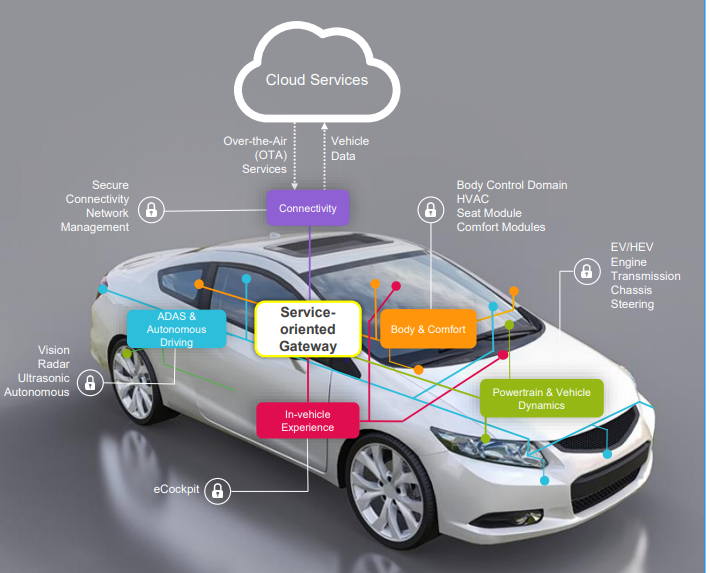 Cloud Services
Over-the-Air
(OTA)
Services
Vehicle
Data
Secure
Connectivity
Network
Management
Connectivity
Body Control Domain
HVAC
Seat Module
Comfort Modules
EV/HEV
Engine
Transmission
Chassis
Steering
ADAS &
Autonomous
Driving
Service-
oriented
Gateway
Body & Comfort
Vision
Radar
Ultrasonic
Autonomous
In-vehicle
Experience
Powertrain & Vehicle
Dynamics
eCockpit